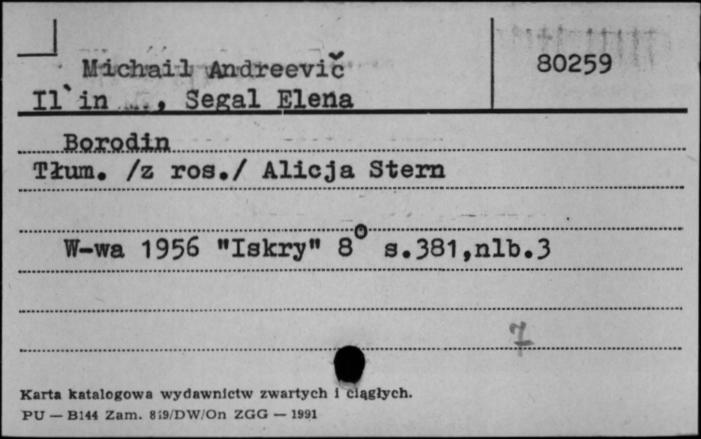 Michail Andreevič
80259
Il`in ..., Segal Elena
Borodin
Tłum. /z ros./ Alicja Stern
W-wa 1956 "Iskry" 8° s.381,nlb.3
7
Karta katalogowa wydawnictw zwartych i ciągłych.
PU — B144 Zam. 819/DW/On ZGG — 1991